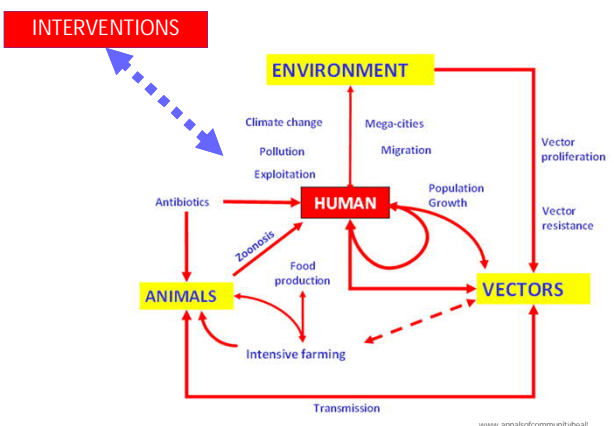 INTERVENTIONS
ENVIRONMENT
Climate change
Mega-cities
Pollution
Migration
Exploitation
Vector
proliferation
Antibiotics
HUMAN
Population
Growth
Vector
resistance
Zoonosis
Food
production
ANIMALS
VECTORS
Intensive farming
Transmission